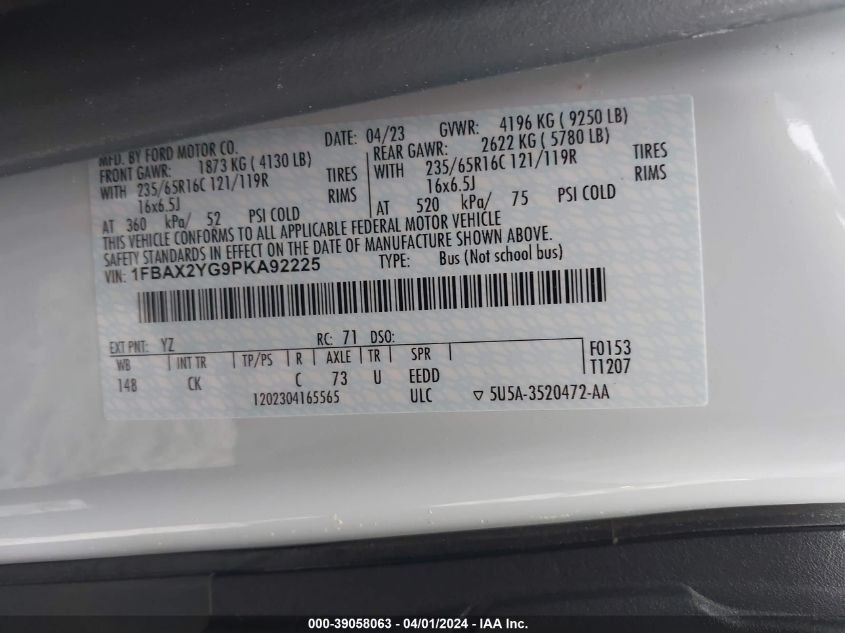 MFD. BY FORD MOTOR CO. DATE: 04/23 GVWR: 4196 KG ( 9250 LB)
FRONT GAWR: 1873 KG ( 4130 LB)
WITH 235/65R16C 121/119R TIRES
16x6.5J RIMS
AT 360 kPa/ 52 PSI COLD
REAR GAWR: 2622 KG ( 5780 LB)
WITH 235/65R16C 121/119R TIRES
16x6.5J RIMS
AT 520 kPa/ 75 PSI COLD
THIS VEHICLE CONFORMS TO ALL APPLICABLE FEDERAL MOTOR VEHICLE
SAFETY STANDARDS IN EFFECT ON THE DATE OF MANUFACTURE SHOWN ABOVE.
VIN: 1FBAX2YG9PKA92225 TYPE: Bus (Not school bus)
EXT PNT: YZ RC: 71 DSO:
WB INT TR TP/PS R AXLE TR SPR F0153
148 CK C 73 U EEDD T1207
1202304165565 ULC ▽ 5U5A-3520472-AA
000-39058063 - 04/01/2024 - IAA Inc.